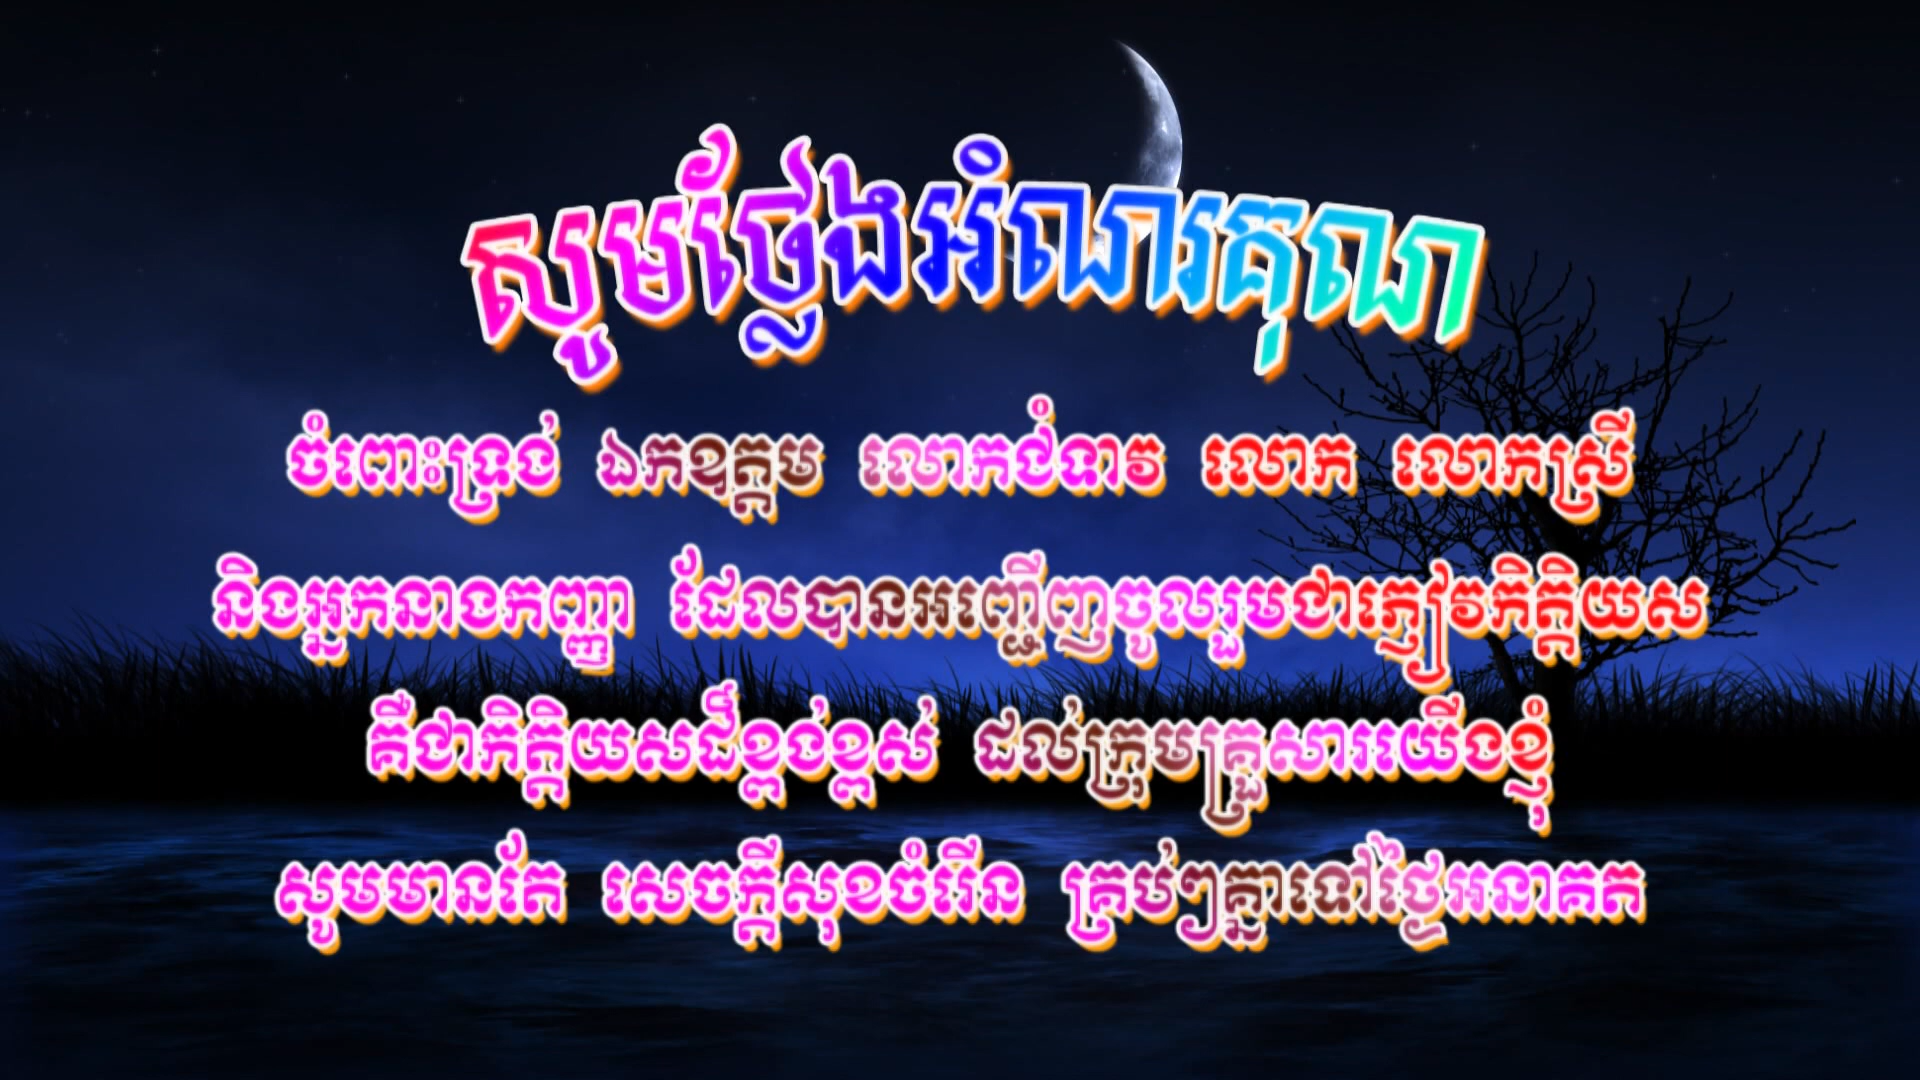 សូមថ្លែងអំណរគុណ
ចំពោះទ្រង់ ឯកឧត្តម លោកជំទាវ លោក លោកស្រី
និងអ្នកនាងកញ្ញា ដែលបានអញ្ជើញចូលរួមជាភ្ញៀវកិត្តិយស
គឺជាកិត្តិយសដ៏ខ្ពង់ខ្ពស់ ដល់ក្រុមគ្រួសារយើងខ្ញុំ
សូមមានតែ សេចក្តីសុខចំរើន គ្រប់ៗគ្នាទៅថ្ងៃអនាគត